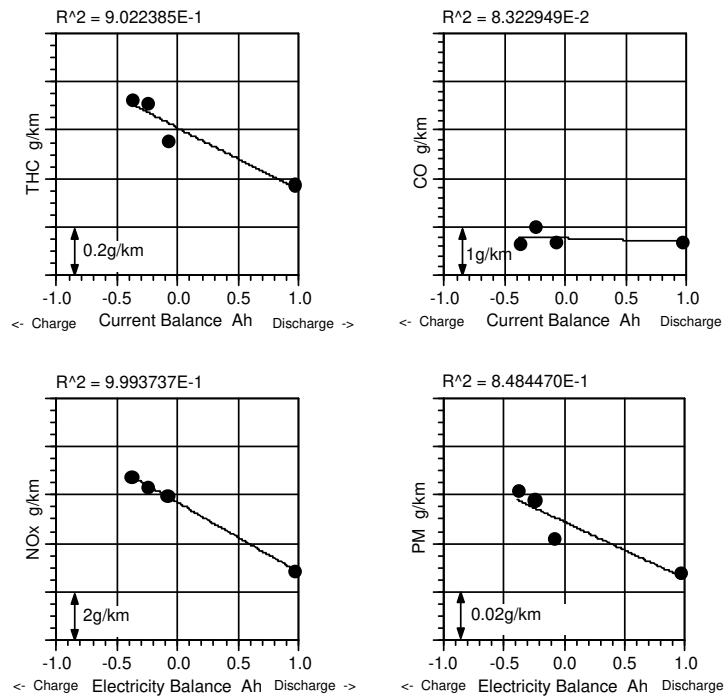 R^2 = 9.022385E-1
THC g/km
0.2g/km
-1.0 -0.5 0.0 0.5 1.0
<- Charge Current Balance Ah Discharge ->
R^2 = 8.322949E-2
CO g/km
1g/km
-1.0 -0.5 0.0 0.5 1.0
<- Charge Current Balance Ah Discharge
R^2 = 9.993737E-1
NOx g/km
2g/km
-1.0 -0.5 0.0 0.5 1.0
<- Charge Electricity Balance Ah Discharge ->
R^2 = 8.484470E-1
PM g/km
0.02g/km
-1.0 -0.5 0.0 0.5 1.0
<- Charge Electricity Balance Ah Discharge